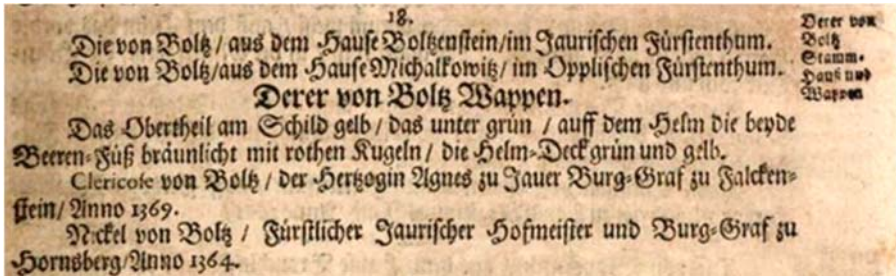 18.
Die von Boltz / aus dem Hause Boltzenstein/im Jaurischen Fürstenthum.
Die von Boltz/aus dem Hause Michalkowitz/ im Opplischen Fürstenthum.
Derer von Boltz Wappen.
Das Obertheil am Schild gelb / das unter grün / auff dem Helm die beyde
Beeren-Füß bräunlicht mit rothen Kugeln / die Helm-Deck grün und gelb.
Clericose von Boltz / der Hertzogin Agnes zu Jauer Burg-Graf zu Falcken-
stein/ Anno 1369.
Nickel von Boltz / Fürstlicher Jaurischer Hofmeister und Burg-Graf zu
Hornsberg/Anno 1364.
Derer von
Boltz
Stamm-
Hauß und
Wappen